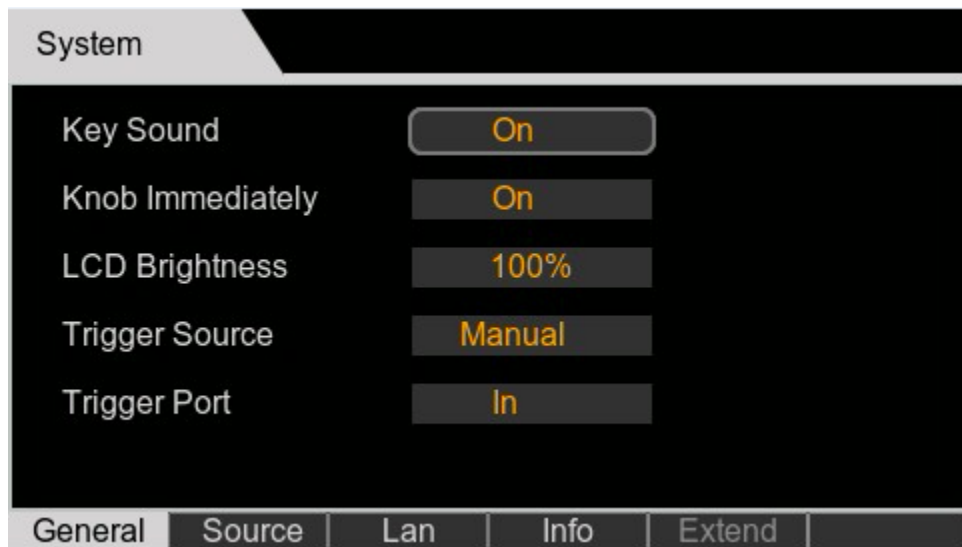 System
Key Sound On
Knob Immediately On
LCD Brightness 100%
Trigger Source Manual
Trigger Port In
General Source Lan Info Extend